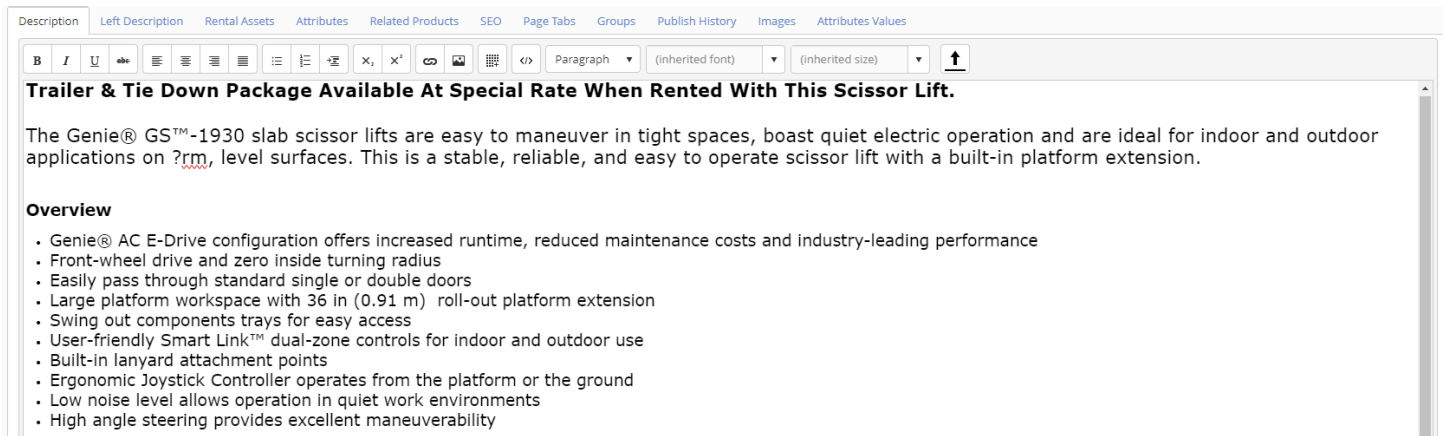 Description Left Description Rental Assets Attributes Related Products SEO Page Tabs Groups Publish History Images Attributes Values
B I U abc x₂ x² </> Paragraph (inherited font) (inherited size)
Trailer & Tie Down Package Available At Special Rate When Rented With This Scissor Lift.
The Genie® GS™-1930 slab scissor lifts are easy to maneuver in tight spaces, boast quiet electric operation and are ideal for indoor and outdoor
applications on ?rm, level surfaces. This is a stable, reliable, and easy to operate scissor lift with a built-in platform extension.
Overview
• Genie® AC E-Drive configuration offers increased runtime, reduced maintenance costs and industry-leading performance
• Front-wheel drive and zero inside turning radius
• Easily pass through standard single or double doors
• Large platform workspace with 36 in (0.91 m)  roll-out platform extension
• Swing out components trays for easy access
• User-friendly Smart Link™ dual-zone controls for indoor and outdoor use
• Built-in lanyard attachment points
• Ergonomic Joystick Controller operates from the platform or the ground
• Low noise level allows operation in quiet work environments
• High angle steering provides excellent maneuverability